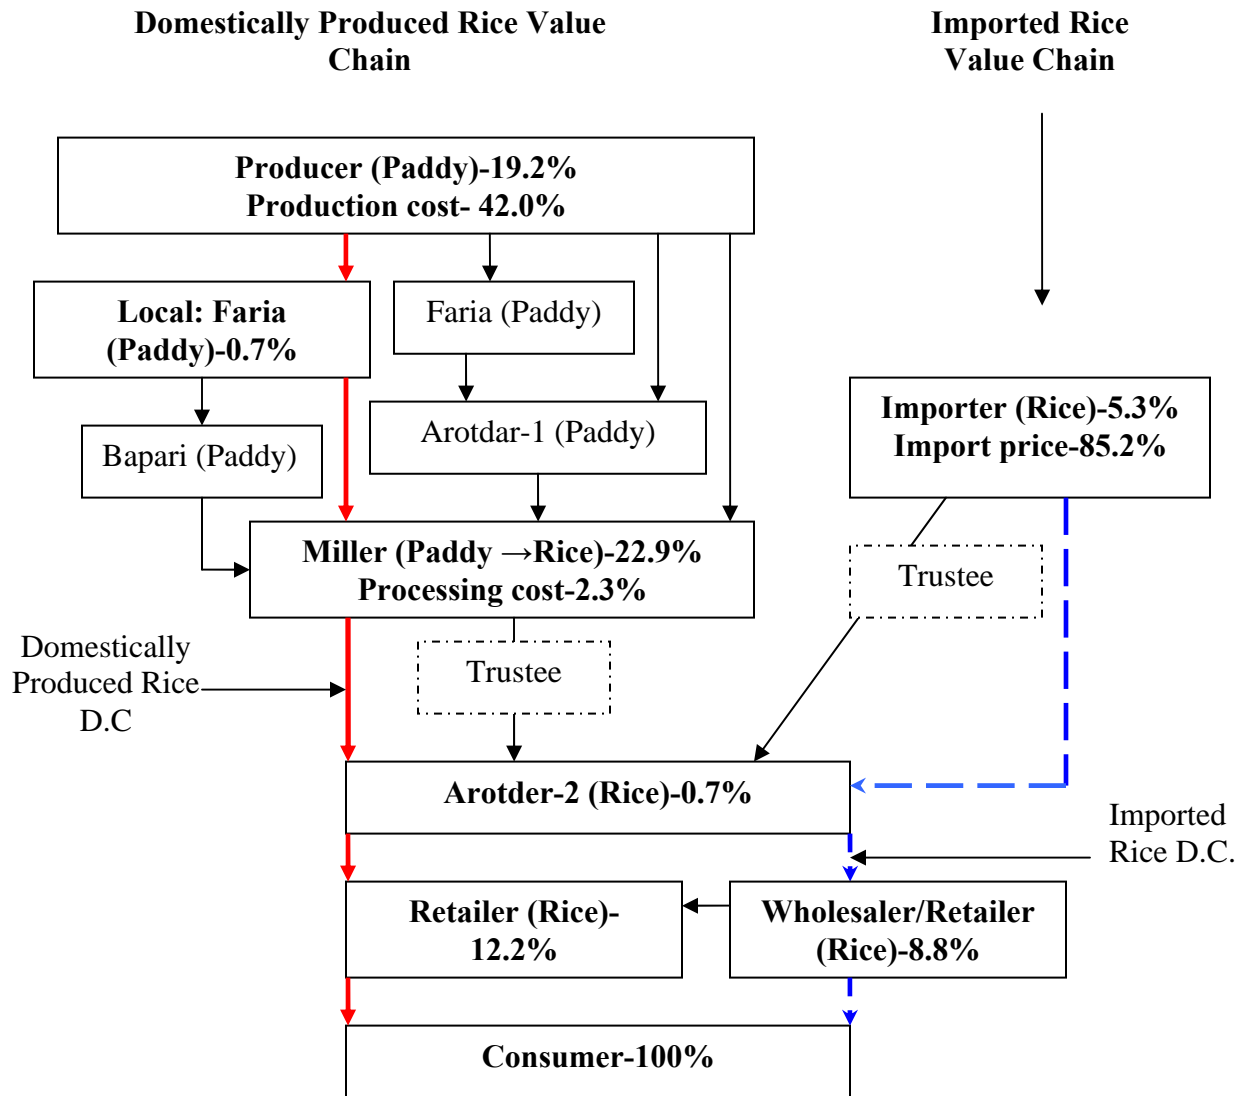 Domestically Produced Rice Value
Chain
Imported Rice
Value Chain
Producer (Paddy)-19.2%
Production cost- 42.0%
Local: Faria
(Paddy)-0.7%
Faria (Paddy)
Arotdar-1 (Paddy)
Bapari (Paddy)
Importer (Rice)-5.3%
Import price-85.2%
Miller (Paddy →Rice)-22.9%
Processing cost-2.3%
Trustee
Domestically
Produced Rice
D.C
Trustee
Arotder-2 (Rice)-0.7%
Imported
Rice D.C.
Retailer (Rice)-
12.2%
Wholesaler/Retailer
(Rice)-8.8%
Consumer-100%